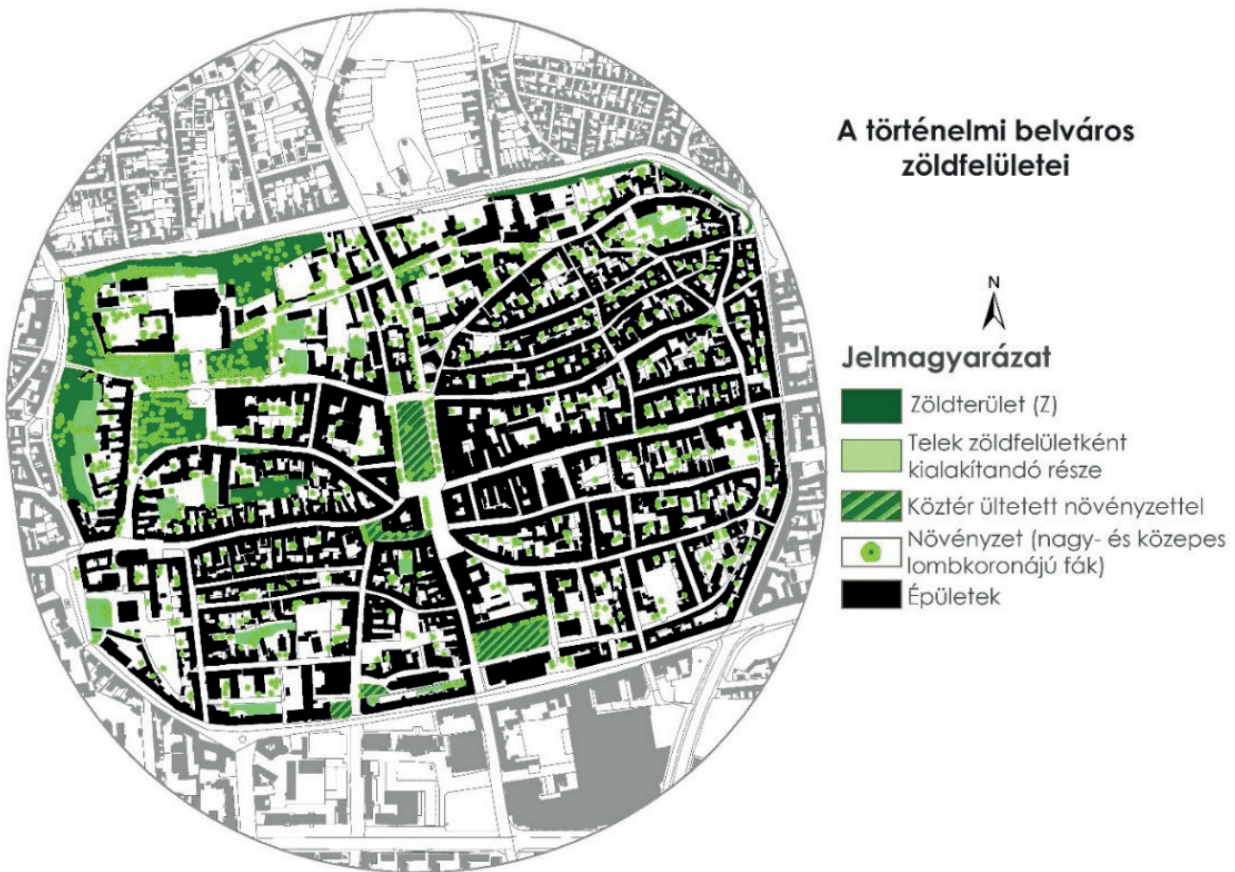 A történelmi belváros
zöldfelületei
N
Jelmagyarázat
Zöldterület (Z)
Telek zöldfelületként
kialakítandó része
Köztér ültetett növényzettel
Növényzet (nagy- és közepes
lombkoronájú fák)
Épületek